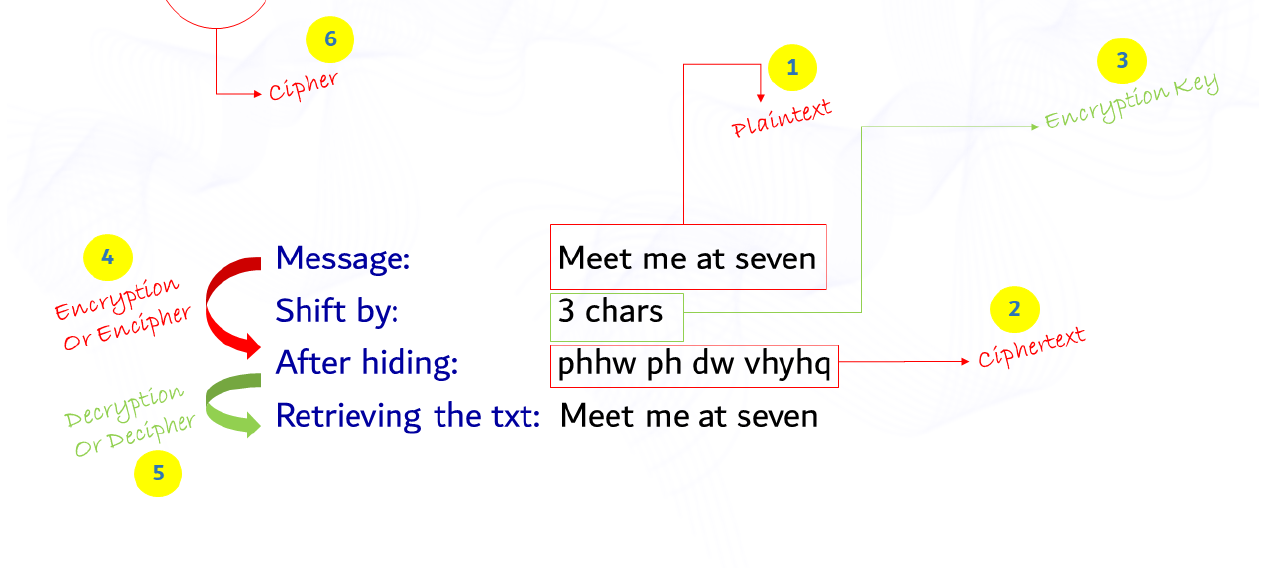 6
Cipher
1
Plaintext
3
Encryption Key
4
Encryption
Or Encipher
Message: Meet me at seven
Shift by: 3 chars
2
Ciphertext
After hiding: phhw ph dw vhyhq
Decryption
Or Decipher
5
Retrieving the txt: Meet me at seven